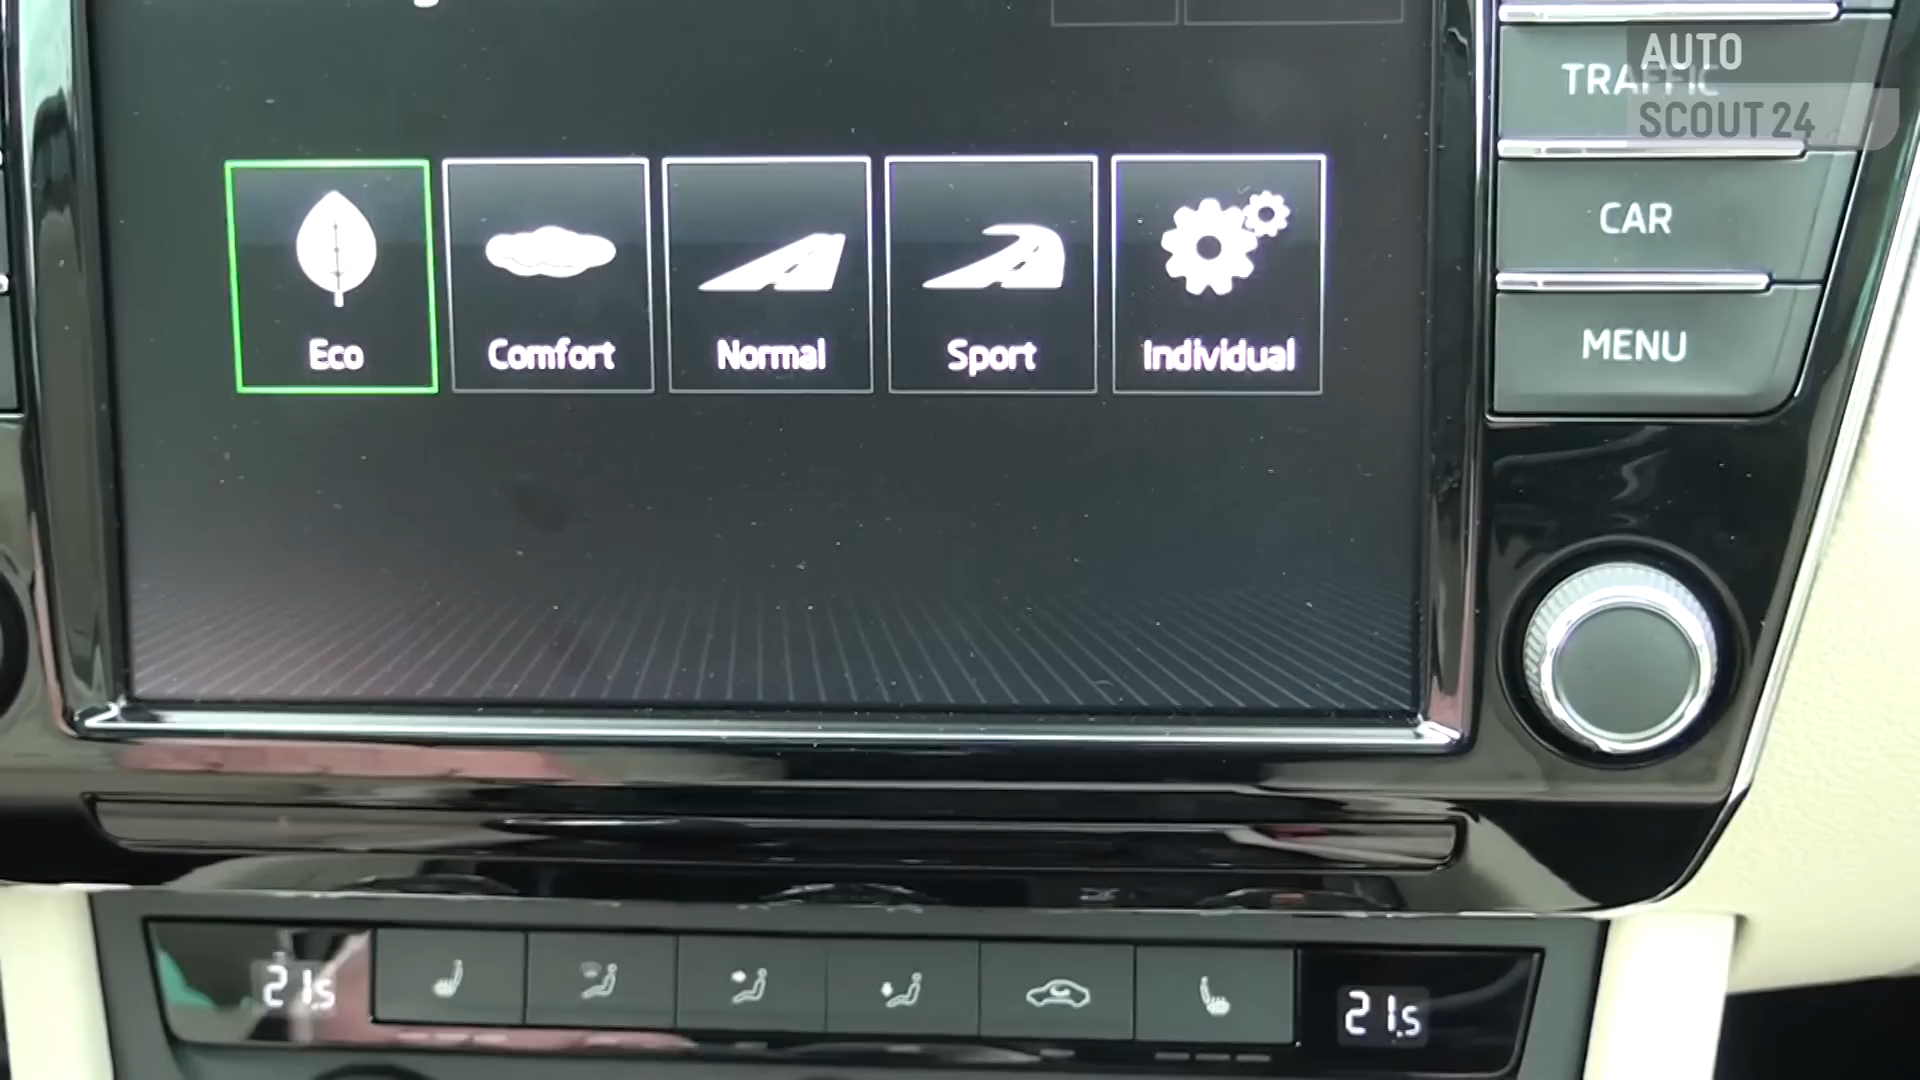 AUTO
TRAFFIC
SCOUT24
CAR
Eco
Comfort
Normal
Sport
Individual
MENU
21.5
21.5